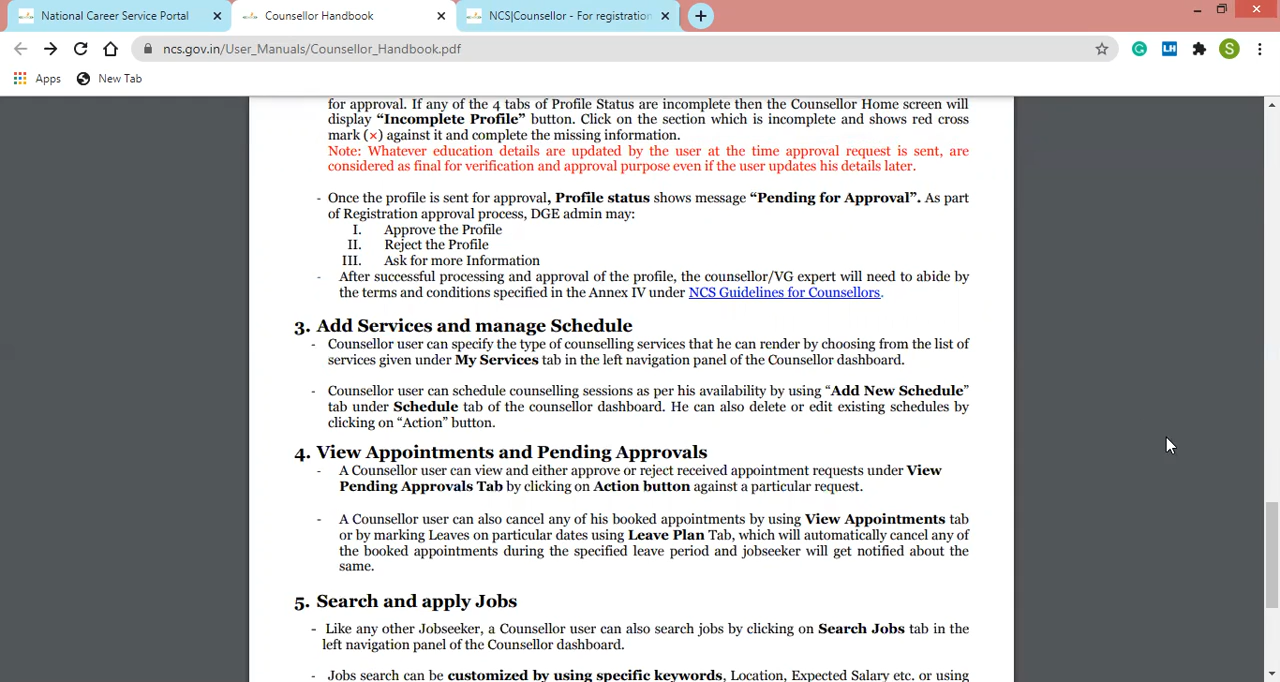 National Career Service Portal
Counsellor Handbook
NCS|Counsellor - For registration
ncs.gov.in/User_Manuals/Counsellor_Handbook.pdf
G
LH
S
Apps
New Tab
for approval. If any of the 4 tabs of Profile Status are incomplete then the Counsellor Home screen will
display “Incomplete Profile” button. Click on the section which is incomplete and shows red cross
mark (×) against it and complete the missing information.
Note: Whatever education details are updated by the user at the time approval request is sent, are
considered as final for verification and approval purpose even if the user updates his details later.
- Once the profile is sent for approval, Profile status shows message “Pending for Approval”. As part
of Registration approval process, DGE admin may:
I. Approve the Profile
II. Reject the Profile
III. Ask for more Information
- After successful processing and approval of the profile, the counsellor/VG expert will need to abide by
the terms and conditions specified in the Annex IV under NCS Guidelines for Counsellors.
3. Add Services and manage Schedule
- Counsellor user can specify the type of counselling services that he can render by choosing from the list of
services given under My Services tab in the left navigation panel of the Counsellor dashboard.
- Counsellor user can schedule counselling sessions as per his availability by using “Add New Schedule”
tab under Schedule tab of the counsellor dashboard. He can also delete or edit existing schedules by
clicking on “Action” button.
4. View Appointments and Pending Approvals
- A Counsellor user can view and either approve or reject received appointment requests under View
Pending Approvals Tab by clicking on Action button against a particular request.
- A Counsellor user can also cancel any of his booked appointments by using View Appointments tab
or by marking Leaves on particular dates using Leave Plan Tab, which will automatically cancel any of
the booked appointments during the specified leave period and jobseeker will get notified about the
same.
5. Search and apply Jobs
- Like any other Jobseeker, a Counsellor user can also search jobs by clicking on Search Jobs tab in the
left navigation panel of the Counsellor dashboard.
- Jobs search can be customized by using specific keywords, Location, Expected Salary etc. or using